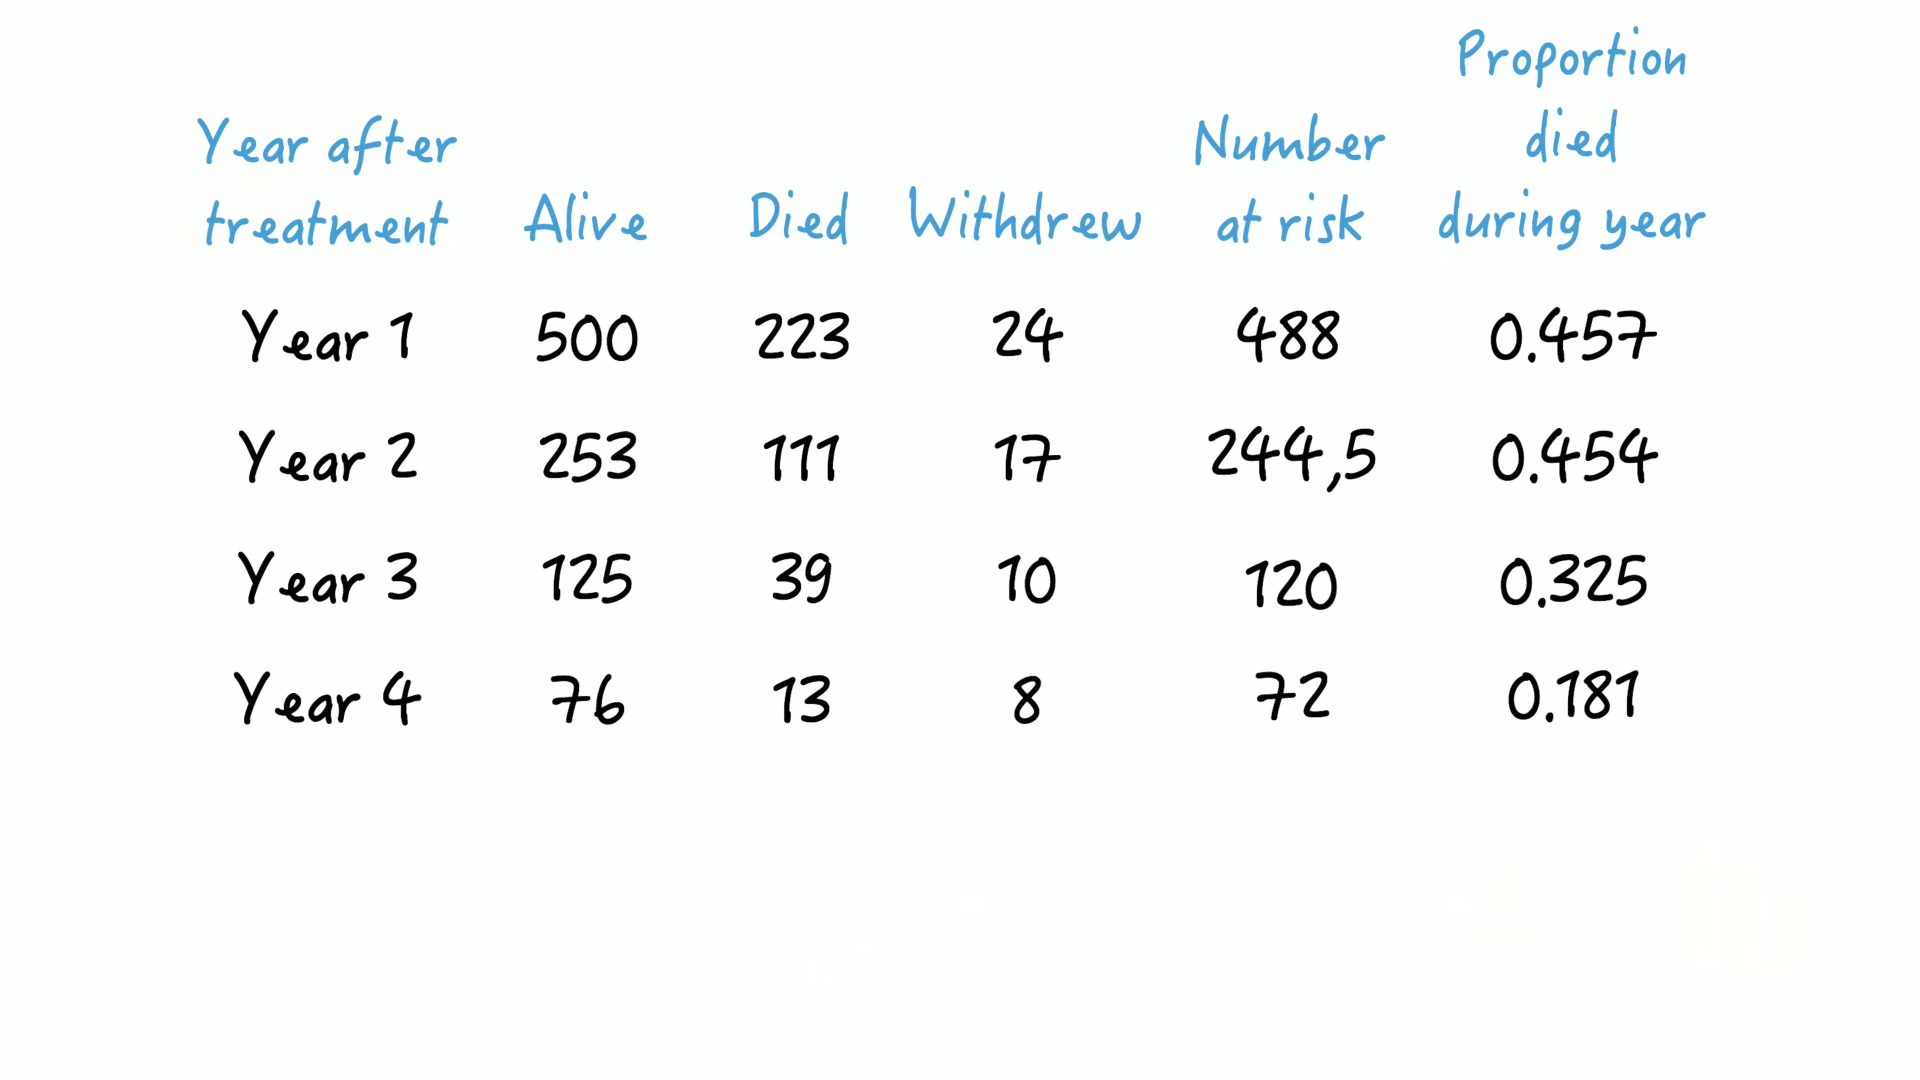 Year after treatment Alive Died Withdrew Number at risk Proportion died during year
Year 1 500 223 24 488 0.457
Year 2 253 111 17 244,5 0.454
Year 3 125 39 10 120 0.325
Year 4 76 13 8 72 0.181